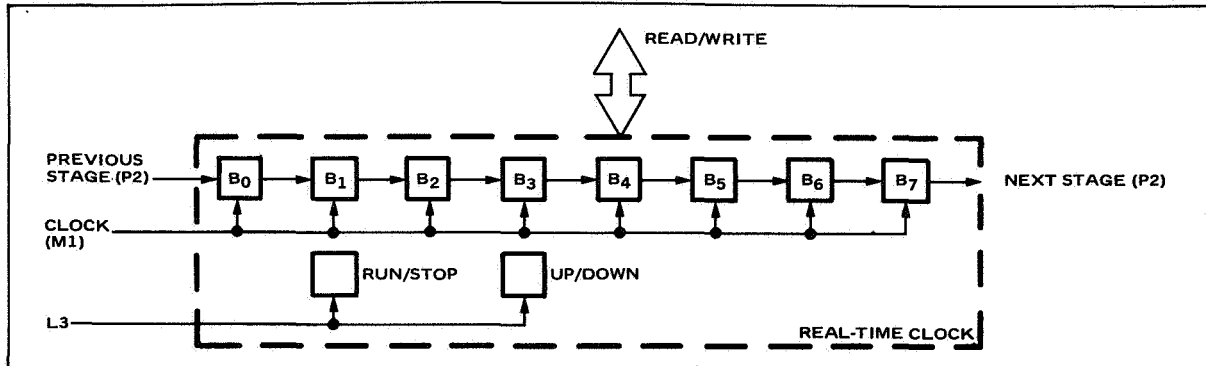 READ/WRITE
PREVIOUS
STAGE (P2)
B0 B1 B2 B3 B4 B5 B6 B7
NEXT STAGE (P2)
CLOCK
(M1)
RUN/STOP
UP/DOWN
L3
REAL-TIME CLOCK